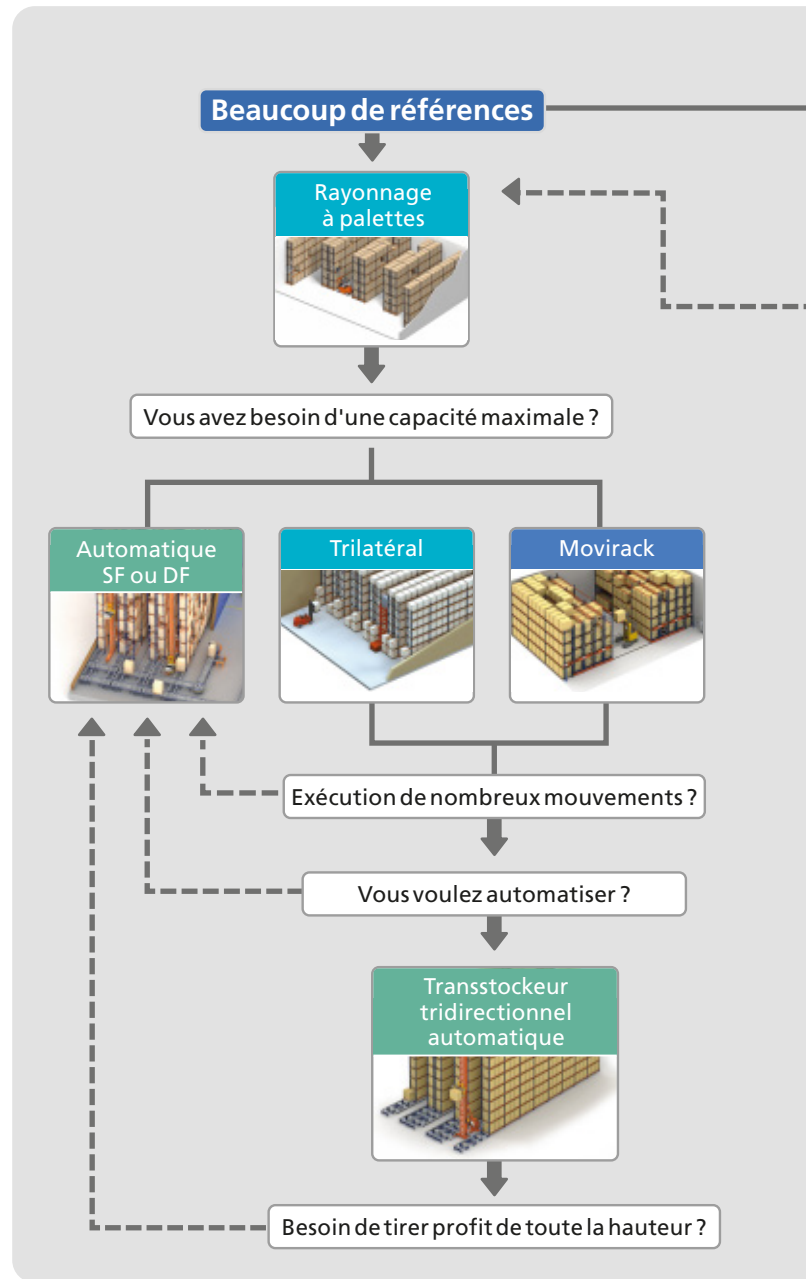 Beaucoup de références
Rayonnage
à palettes
Vous avez besoin d'une capacité maximale ?
Automatique
SF ou DF
Trilatéral
Movirack
Exécution de nombreux mouvements ?
Vous voulez automatiser ?
Transstockeur
tridirectionnel
automatique
Besoin de tirer profit de toute la hauteur ?